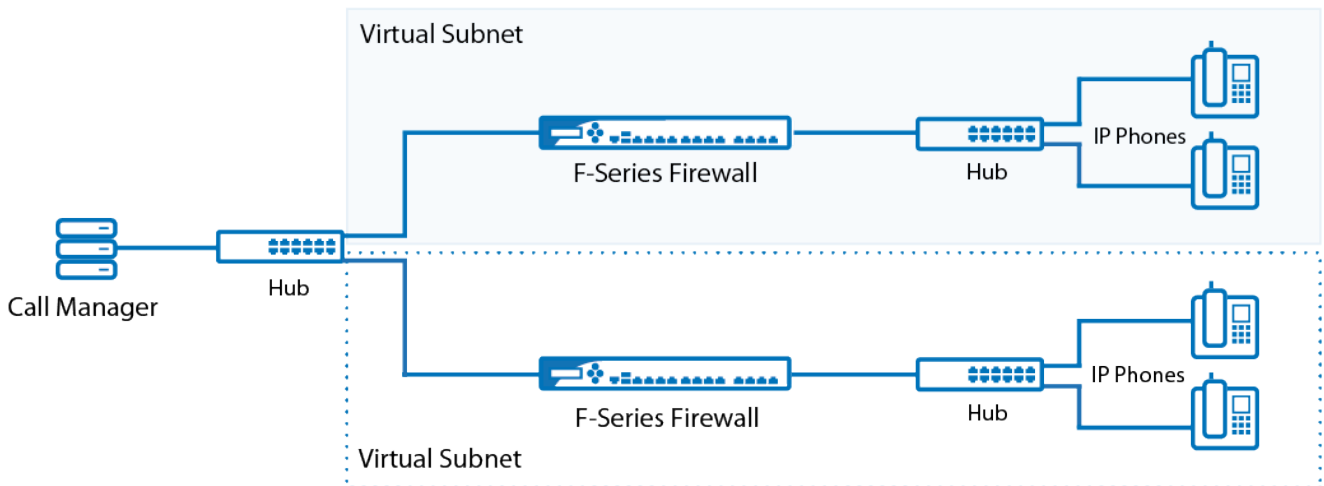 Virtual Subnet
F-Series Firewall
Hub
IP Phones
Call Manager
Hub
F-Series Firewall
Hub
IP Phones
Virtual Subnet